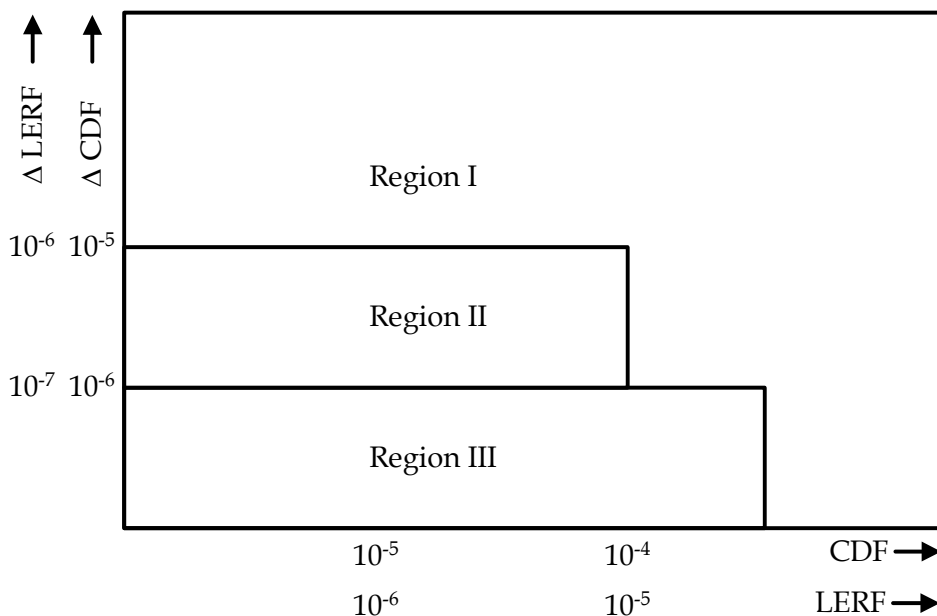 Δ LERF
Δ CDF
Region I
10⁻⁶ 10⁻⁵
Region II
10⁻⁷ 10⁻⁶
Region III
10⁻⁵ 10⁻⁴ CDF
10⁻⁶ 10⁻⁵ LERF